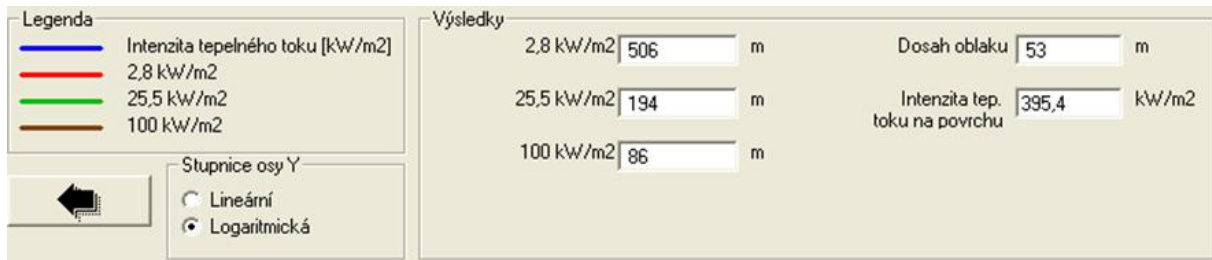 Legenda
Intenzita tepelného toku [kW/m2]
2,8 kW/m2
25,5 kW/m2
100 kW/m2
Stupnice osy Y
Lineární
Logaritmická
Výsledky
2,8 kW/m2 506 m
25,5 kW/m2 194 m
100 kW/m2 86 m
Dosah oblaku 53 m
Intenzita tep. 395,4 kW/m2
toku na povrchu